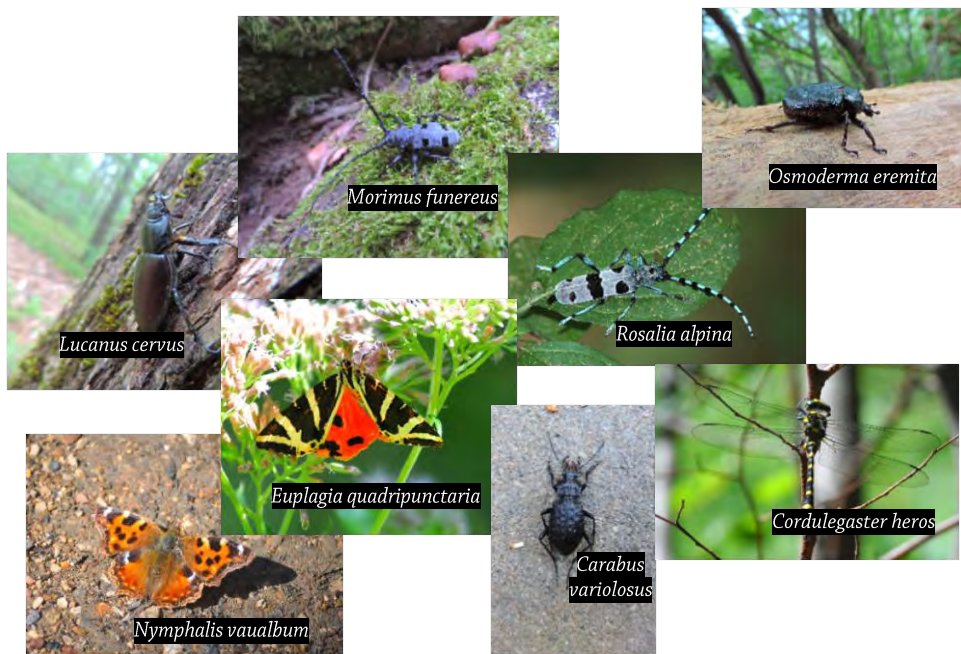 Osmoderma eremita
Morimus funereus
Rosalia alpina
Lucanus cervus
Euplagia quadripunctaria
Cordulegaster heros
Carabus
variolosus
Nymphalis vaualbum